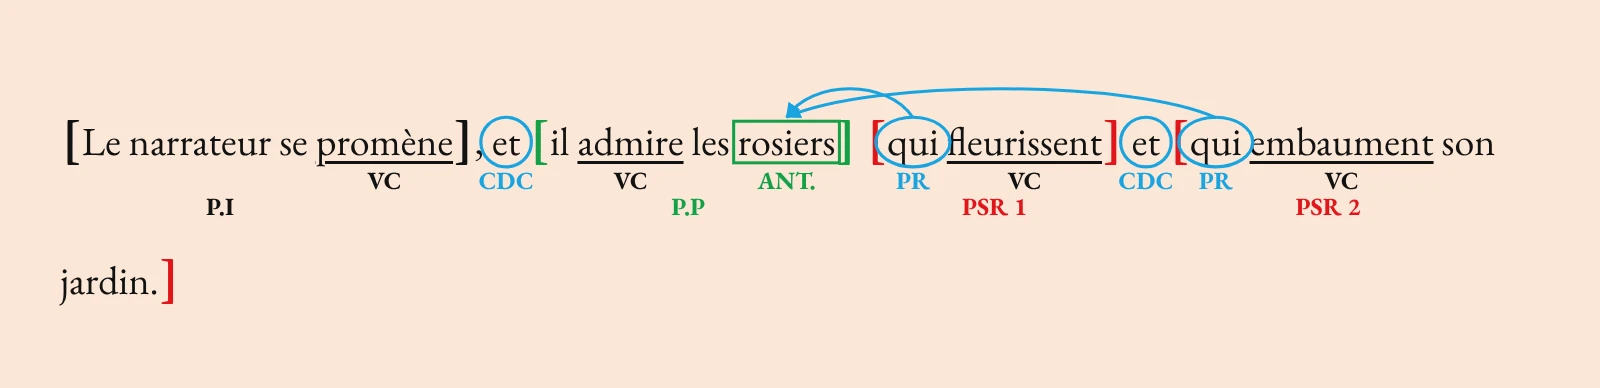 [Le narrateur se promène], et [il admire les rosiers] [qui fleurissent] et [qui embaument son
VC CDC VC ANT. PR VC CDC PR VC
P.I P.P PSR 1 PSR 2
jardin.]